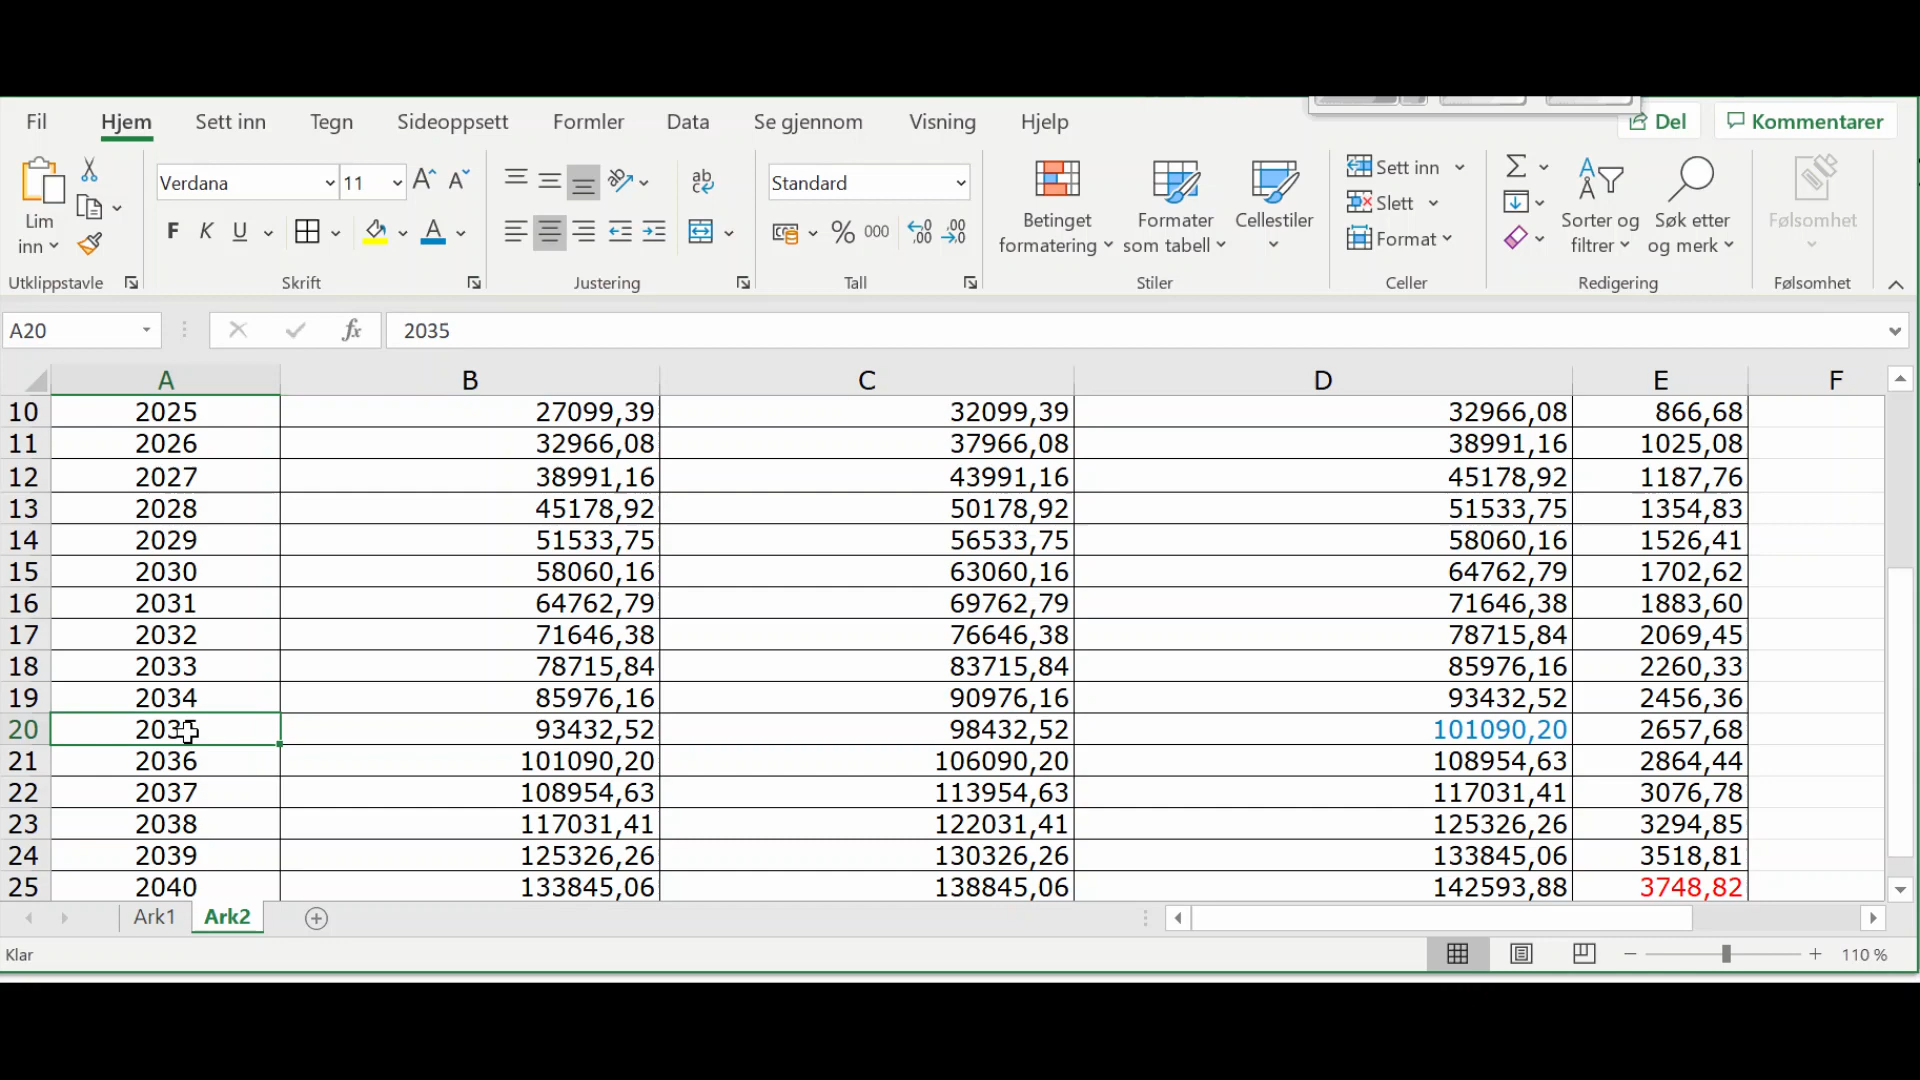 Fil Hjem Sett inn Tegn Sideoppsett Formler Data Se gjennom Visning Hjelp Del Kommentarer
Lim
inn
Utklippstavle
Verdana 11
F K U
Skrift
ab
Justering
Standard
% 000
Tall
Betinget
formatering
Formater
som tabell
Cellestiler
Stiler
Sett inn
Slett
Format
Celler
Sorter og
filtrer
Søk etter
og merk
Redigering
Følsomhet
Følsomhet
A20 fx 2035
A B C D E F
10 2025 27099,39 32099,39 32966,08 866,68
11 2026 32966,08 37966,08 38991,16 1025,08
12 2027 38991,16 43991,16 45178,92 1187,76
13 2028 45178,92 50178,92 51533,75 1354,83
14 2029 51533,75 56533,75 58060,16 1526,41
15 2030 58060,16 63060,16 64762,79 1702,62
16 2031 64762,79 69762,79 71646,38 1883,60
17 2032 71646,38 76646,38 78715,84 2069,45
18 2033 78715,84 83715,84 85976,16 2260,33
19 2034 85976,16 90976,16 93432,52 2456,36
20 2035 93432,52 98432,52 101090,20 2657,68
21 2036 101090,20 106090,20 108954,63 2864,44
22 2037 108954,63 113954,63 117031,41 3076,78
23 2038 117031,41 122031,41 125326,26 3294,85
24 2039 125326,26 130326,26 133845,06 3518,81
25 2040 133845,06 138845,06 142593,88 3748,82
Ark1 Ark2
Klar 110 %